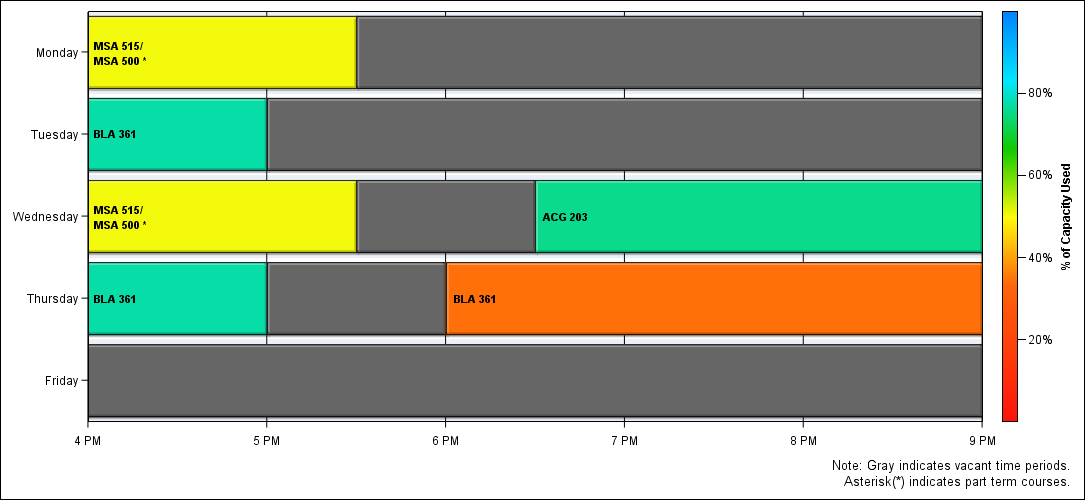 Monday
MSA 515/
MSA 500 *
Tuesday
BLA 361
Wednesday
MSA 515/
MSA 500 *
ACG 203
Thursday
BLA 361
BLA 361
Friday
4 PM
5 PM
6 PM
7 PM
8 PM
9 PM
80%
60%
40%
20%
% of Capacity Used
Note: Gray indicates vacant time periods.
Asterisk(*) indicates part term courses.